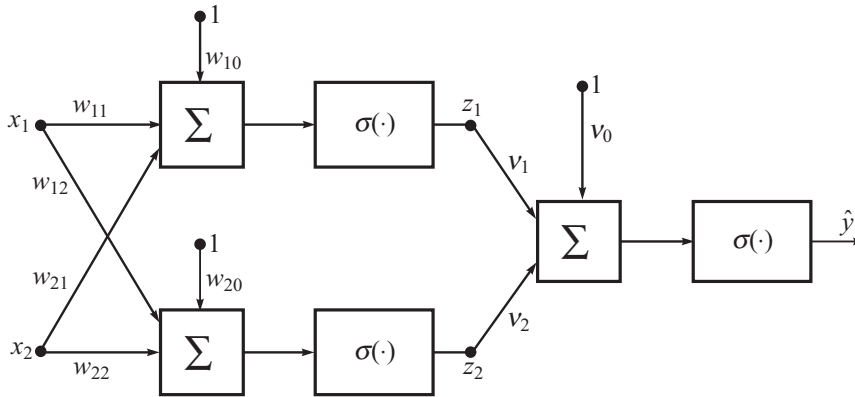 1
w₁₀
x₁
w₁₁
Σ
σ(·)
z₁
1
v₀
v₁
w₁₂
ŷ
Σ
σ(·)
1
w₂₁
w₂₀
v₂
x₂
w₂₂
Σ
σ(·)
z₂